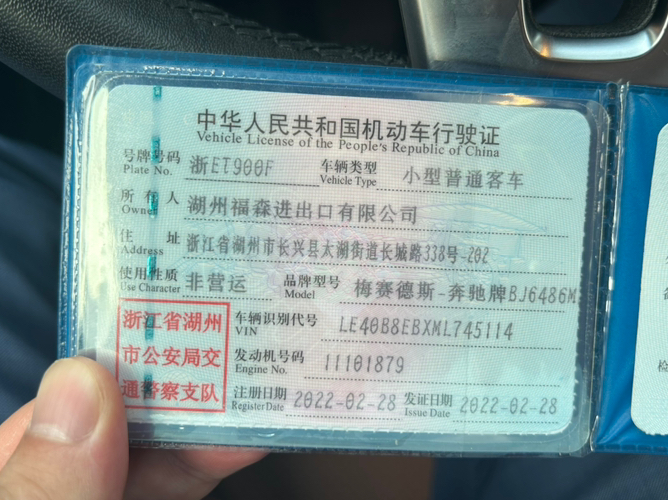 中华人民共和国机动车行驶证
Vehicle License of the People's Republic of China
号牌号码 浙ET900F 车辆类型 小型普通客车
Plate No. Vehicle Type
所有人 湖州福森进出口有限公司
Owner
住址 浙江省湖州市长兴县太湖街道长城路338号-202
Address
使用性质 非营运 品牌型号 梅赛德斯-奔驰牌BJ6486M
Use Character Model
浙江省湖州
市公安局交
通警察支队
车辆识别代号 LE40B8EBXML745114
VIN
发动机号码 11101879
Engine No.
注册日期 2022-02-28 发证日期 2022-02-28
Register Date Issue Date